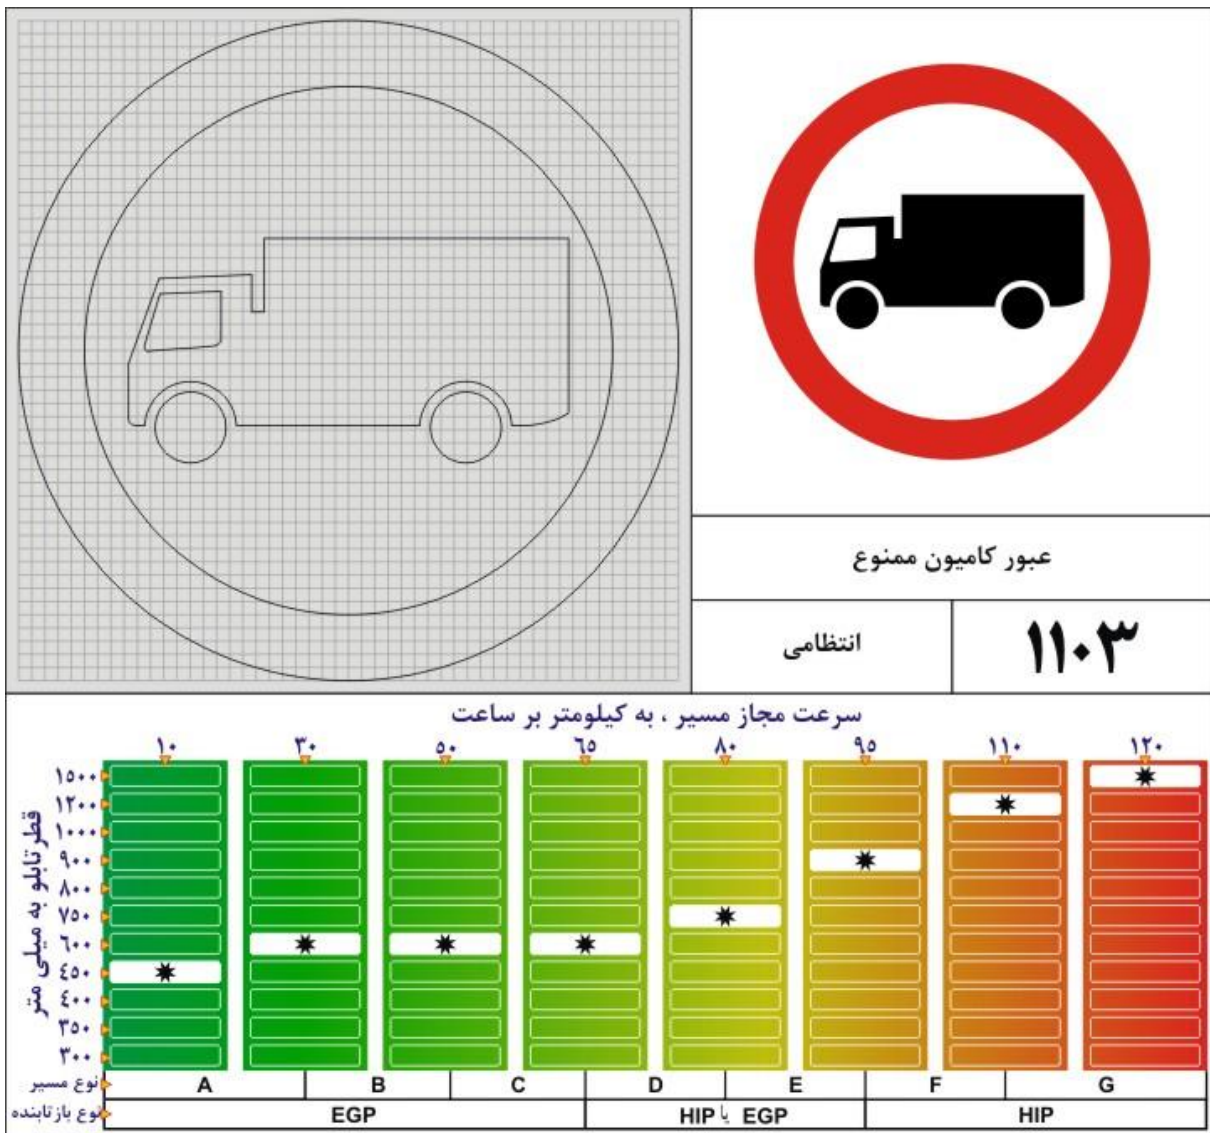 عبور کامیون ممنوع
۱۱۰۳
انتظامی
سرعت مجاز مسیر ، به کیلومتر بر ساعت
۱۰ ۳۰ ۵۰ ۶۵ ۸۰ ۹۵ ۱۱۰ ۱۲۰
قطر تابلو به میلی متر
۱۵۰۰
۱۲۰۰
۱۰۰۰
۹۰۰
۸۰۰
۷۵۰
۶۰۰
۴۵۰
۴۰۰
۳۵۰
۳۰۰
نوع مسیر A B C D E F G
نوع بازتابنده EGP HIP یا EGP HIP